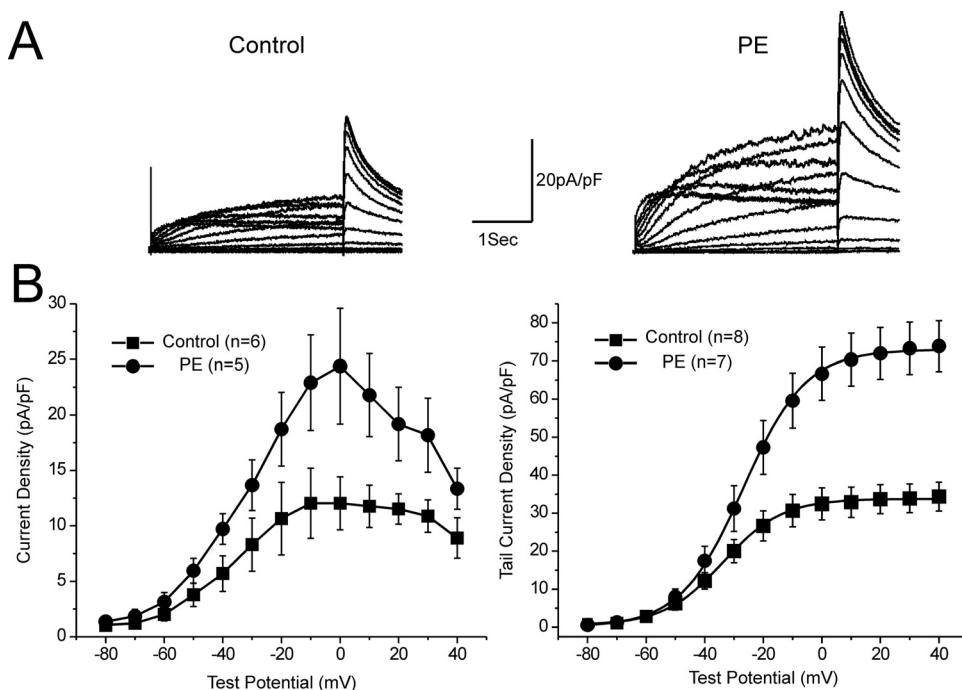 A
Control
PE
20pA/pF
1Sec
B
30
25
20
15
10
5
0
Current Density (pA/pF)
Control (n=6)
PE (n=5)
-80 -60 -40 -20 0 20 40
Test Potential (mV)
80
70
60
50
40
30
20
10
0
Tail Current Density (pA/pF)
Control (n=8)
PE (n=7)
-80 -60 -40 -20 0 20 40
Test Potential (mV)